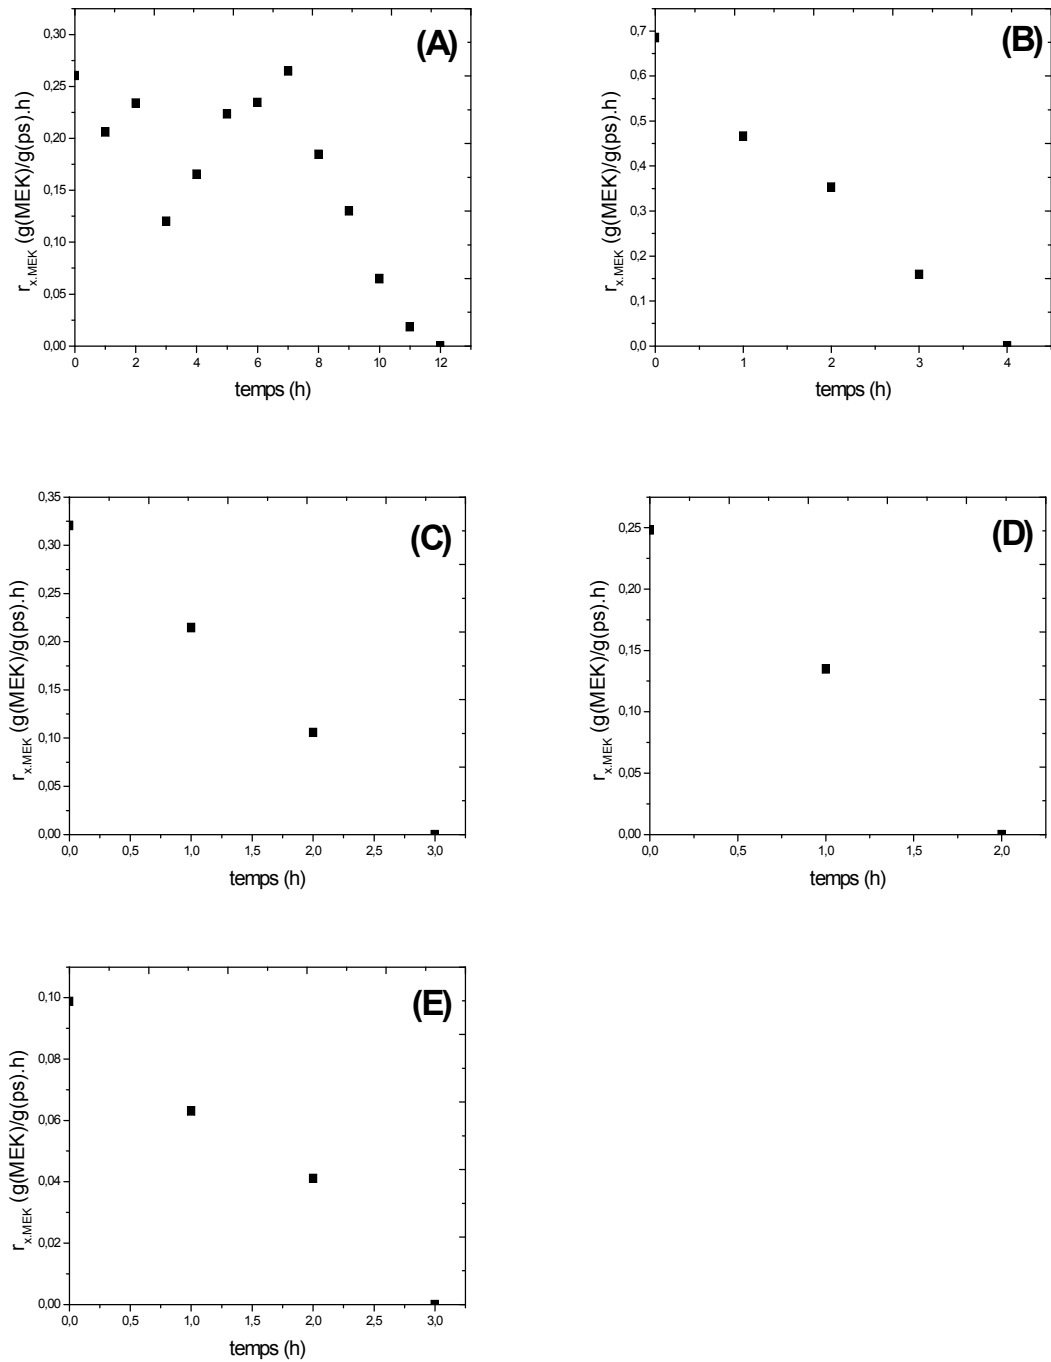 (A)
r_x.MEK (g(MEK)/g(ps).h)
0,30
0,25
0,20
0,15
0,10
0,05
0,00
0 2 4 6 8 10 12
temps (h)
(B)
r_x.MEK (g(MEK)/g(ps).h)
0,7
0,6
0,5
0,4
0,3
0,2
0,1
0,0
0 1 2 3 4
temps (h)
(C)
r_x.MEK (g(MEK)/g(ps).h)
0,35
0,30
0,25
0,20
0,15
0,10
0,05
0,00
0,0 0,5 1,0 1,5 2,0 2,5 3,0
temps (h)
(D)
r_x.MEK (g(MEK)/g(ps).h)
0,25
0,20
0,15
0,10
0,05
0,00
0,0 0,5 1,0 1,5 2,0
temps (h)
(E)
r_x.MEK (g(MEK)/g(ps).h)
0,10
0,08
0,06
0,04
0,02
0,00
0,0 0,5 1,0 1,5 2,0 2,5 3,0
temps (h)